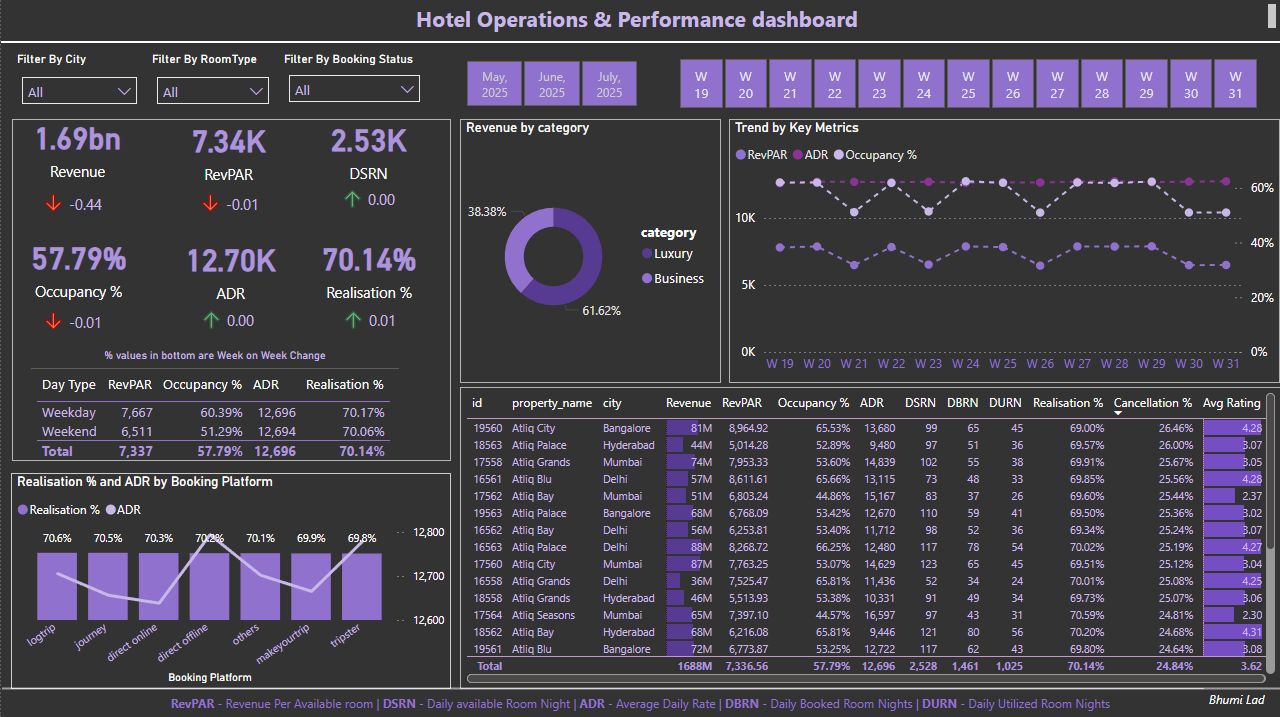 Hotel Operations & Performance dashboard
Filter By City
Filter By RoomType
Filter By Booking Status
All
All
All
May, 2025
June, 2025
July, 2025
W 19
W 20
W 21
W 22
W 23
W 24
W 25
W 26
W 27
W 28
W 29
W 30
W 31
1.69bn
Revenue
-0.44
7.34K
RevPAR
-0.01
2.53K
DSRN
0.00
57.79%
Occupancy %
-0.01
12.70K
ADR
0.00
70.14%
Realisation %
0.01
% values in bottom are Week on Week Change
Day Type RevPAR Occupancy % ADR Realisation %
Weekday 7,667 60.39% 12,696 70.17%
Weekend 6,511 51.29% 12,694 70.06%
Total 7,337 57.79% 12,696 70.14%
Revenue by category
38.38%
61.62%
category
Luxury
Business
Trend by Key Metrics
RevPAR ADR Occupancy %
10K
5K
0K
60%
40%
20%
0%
W 19 W 20 W 21 W 22 W 23 W 24 W 25 W 26 W 27 W 28 W 29 W 30 W 31
Realisation % and ADR by Booking Platform
Realisation % ADR
70.6% 70.5% 70.3% 70.2% 70.1% 69.9% 69.8%
12,800
12,700
12,600
logtrip journey direct online direct offline others makeyourtrip tripster
Booking Platform
id property_name city Revenue RevPAR Occupancy % ADR DSRN DBRN DURN Realisation % Cancellation % Avg Rating
19560 Atliq City Bangalore 81M 8,964.92 65.53% 13,680 99 65 45 69.00% 26.46% 4.28
18563 Atliq Palace Hyderabad 44M 5,014.28 52.89% 9,480 97 51 36 69.57% 26.00% 3.07
17558 Atliq Grands Mumbai 74M 7,953.33 53.60% 14,839 102 55 38 69.91% 25.67% 3.05
16561 Atliq Blu Delhi 57M 8,611.61 65.66% 13,115 73 48 33 69.85% 25.56% 4.28
17562 Atliq Bay Mumbai 51M 6,803.24 44.86% 15,167 83 37 26 69.60% 25.44% 2.37
19563 Atliq Palace Bangalore 68M 6,768.09 53.42% 12,670 110 59 41 69.50% 25.36% 3.02
16562 Atliq Bay Delhi 56M 6,253.81 53.40% 11,712 98 52 36 69.34% 25.24% 3.07
16563 Atliq Palace Delhi 88M 8,268.72 66.25% 12,480 117 78 54 70.02% 25.19% 4.27
17560 Atliq City Mumbai 87M 7,763.25 53.07% 14,629 123 65 45 69.51% 25.12% 3.04
16558 Atliq Grands Delhi 36M 7,525.47 65.81% 11,436 52 34 24 70.01% 25.08% 4.25
18558 Atliq Grands Hyderabad 46M 5,513.93 53.38% 10,331 91 49 34 69.73% 25.07% 3.06
17564 Atliq Seasons Mumbai 65M 7,397.10 44.57% 16,597 97 43 31 70.59% 24.81% 2.30
18562 Atliq Bay Hyderabad 68M 6,216.08 65.81% 9,446 121 80 56 70.20% 24.68% 4.31
19561 Atliq Blu Bangalore 72M 6,773.87 53.25% 12,722 117 62 43 69.80% 24.64% 3.08
Total 1688M 7,336.56 57.79% 12,696 2,528 1,461 1,025 70.14% 24.84% 3.62
RevPAR - Revenue Per Available room | DSRN - Daily available Room Night | ADR - Average Daily Rate | DBRN - Daily Booked Room Nights | DURN - Daily Utilized Room Nights
Bhumi Lad